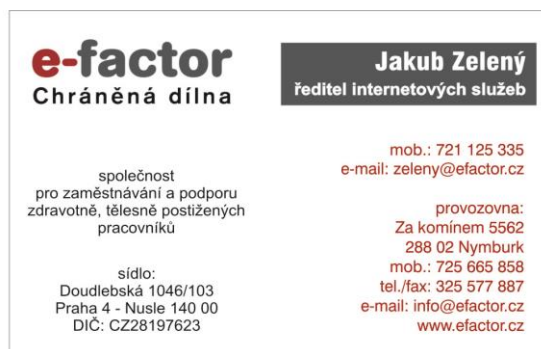 e-factor
Chráněná dílna
společnost
pro zaměstnávání a podporu
zdravotně, tělesně postižených
pracovníků
sídlo:
Doudlebská 1046/103
Praha 4 - Nusle 140 00
DIČ: CZ28197623
Jakub Zelený
ředitel internetových služeb
mob.: 721 125 335
e-mail: zeleny@efactor.cz
provozovna:
Za komínem 5562
288 02 Nymburk
mob.: 725 665 858
tel./fax: 325 577 887
e-mail: info@efactor.cz
www.efactor.cz